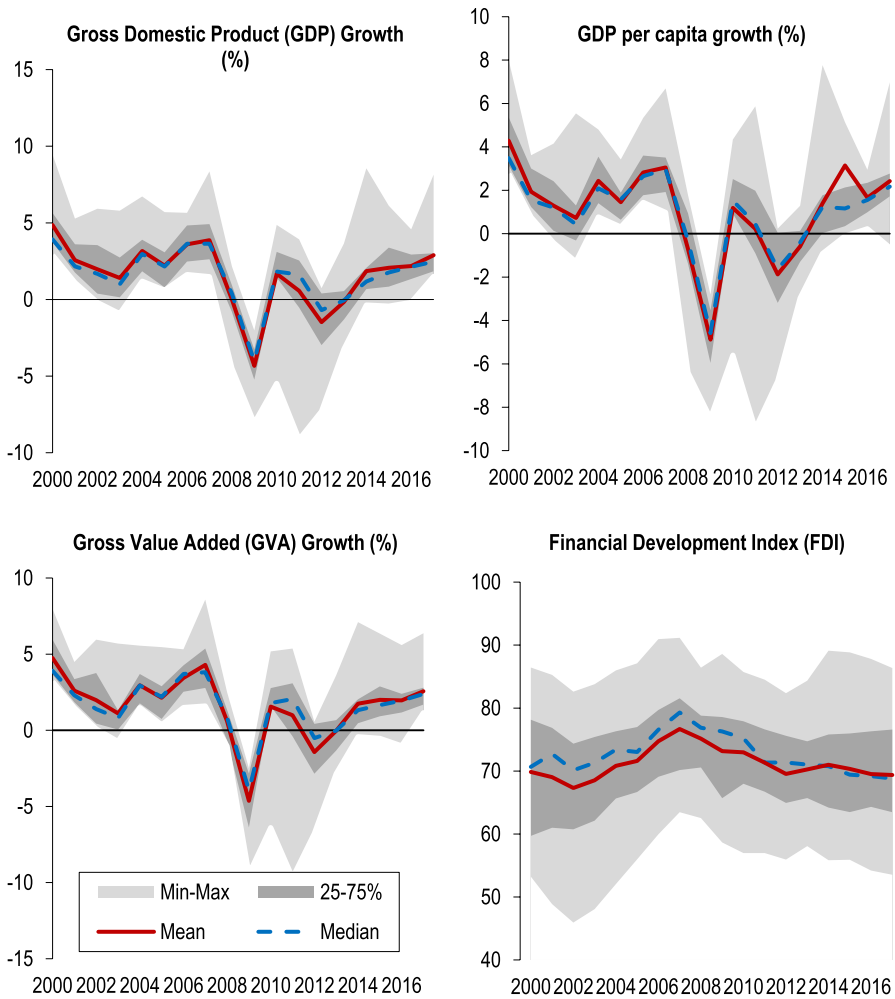 Gross Domestic Product (GDP) Growth
(%)
15
10
5
0
-5
-10
2000 2002 2004 2006 2008 2010 2012 2014 2016
GDP per capita growth (%)
10
8
6
4
2
0
-2
-4
-6
-8
-10
2000 2002 2004 2006 2008 2010 2012 2014 2016
Gross Value Added (GVA) Growth (%)
10
5
0
-5
-10
-15
Min-Max
25-75%
Mean
Median
2000 2002 2004 2006 2008 2010 2012 2014 2016
Financial Development Index (FDI)
100
90
80
70
60
50
40
2000 2002 2004 2006 2008 2010 2012 2014 2016